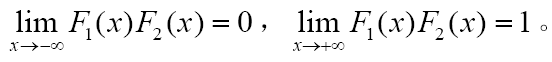 lim_{x→-∞} F₁(x)F₂(x) = 0， lim_{x→+∞} F₁(x)F₂(x) = 1 。